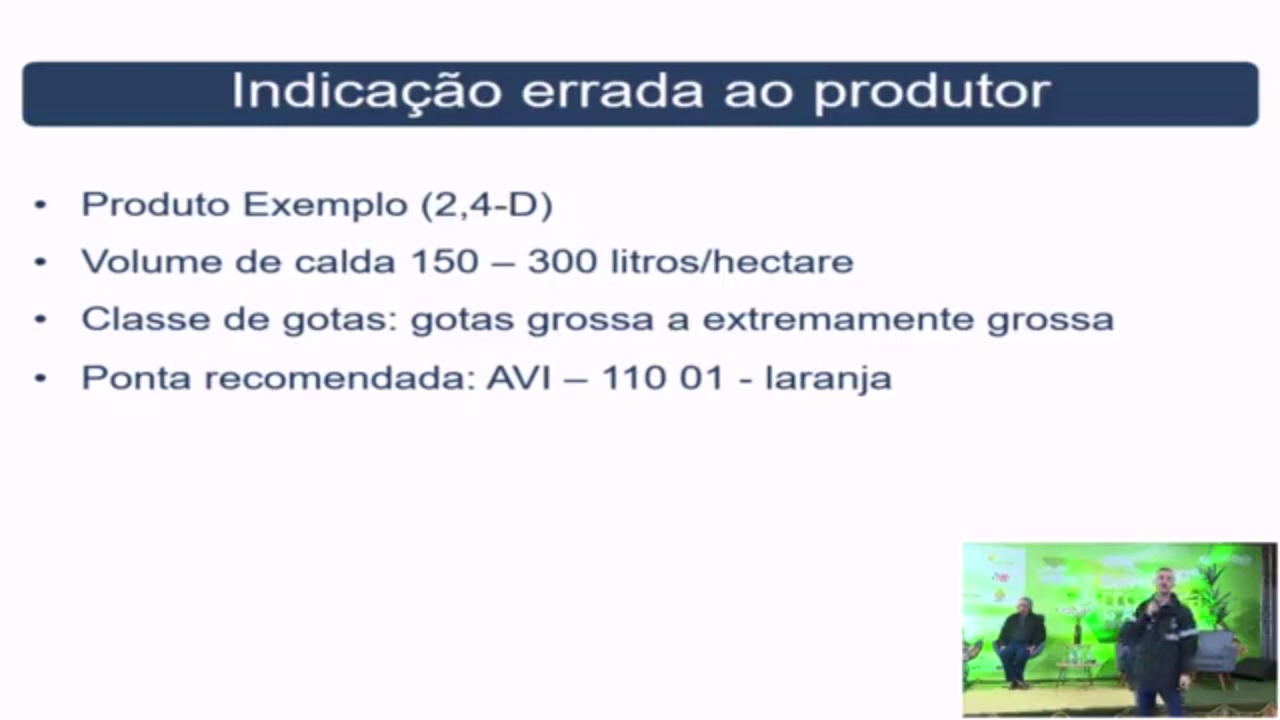 Indicação errada ao produtor
• Produto Exemplo (2,4-D)
• Volume de calda 150 – 300 litros/hectare
• Classe de gotas: gotas grossa a extremamente grossa
• Ponta recomendada: AVI – 110 01 - laranja